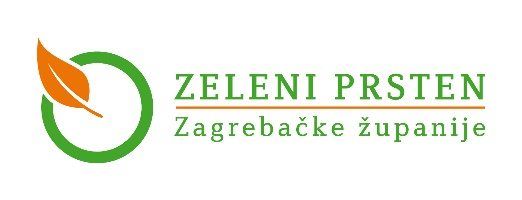 ZELENI PRSTEN
Zagrebačke županije